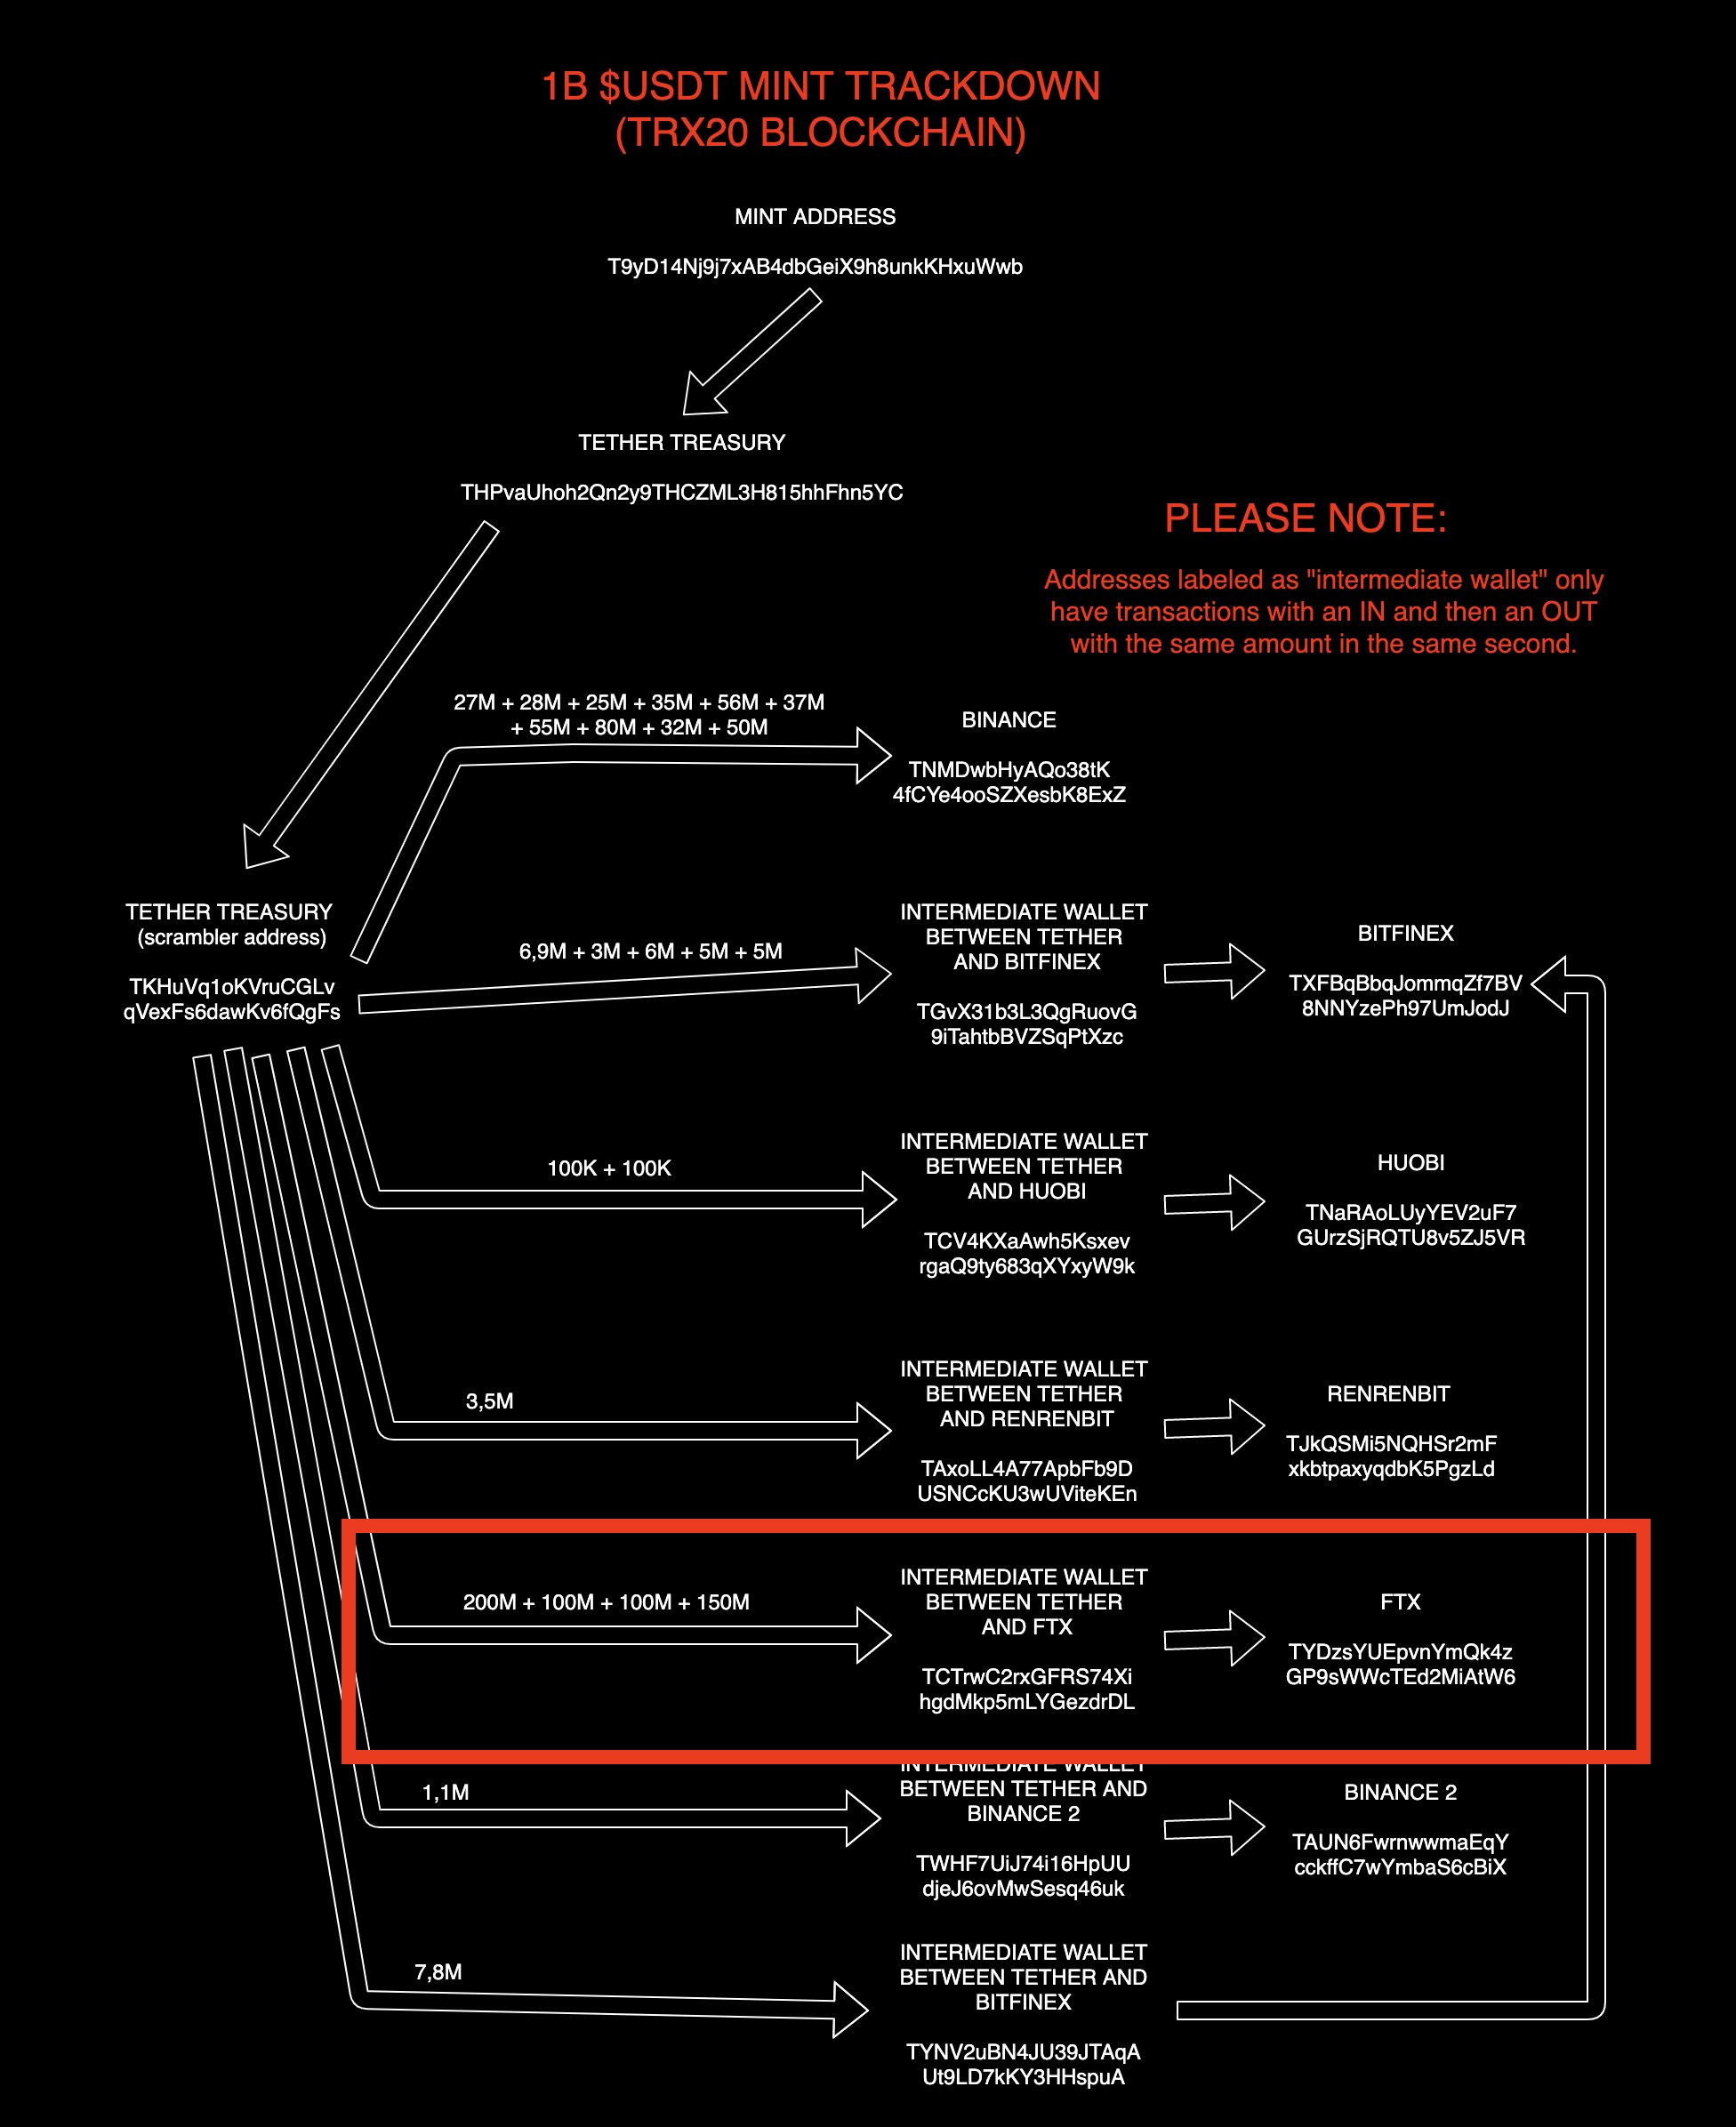 1B $USDT MINT TRACKDOWN
(TRX20 BLOCKCHAIN)
MINT ADDRESS
T9yD14Nj9j7xAB4dbGeiX9h8unkKHxuWwb
TETHER TREASURY
THPvaUhoh2Qn2y9THCZML3H815hhFhn5YC
PLEASE NOTE:
Addresses labeled as "intermediate wallet" only
have transactions with an IN and then an OUT
with the same amount in the same second.
27M + 28M + 25M + 35M + 56M + 37M
+ 55M + 80M + 32M + 50M
BINANCE
TNMDwbHyAQo38tK
4fCYe4ooSZXesbK8ExZ
TETHER TREASURY
(scrambler address)
TKHuVq1oKVruCGLv
qVexFs6dawKv6fQgFs
6,9M + 3M + 6M + 5M + 5M
INTERMEDIATE WALLET
BETWEEN TETHER
AND BITFINEX
TGvX31b3L3QgRuovG
9iTahtbBVZSqPtXzc
BITFINEX
TXFBqBbqJommqZf7BV
8NNYzePh97UmJodJ
100K + 100K
INTERMEDIATE WALLET
BETWEEN TETHER
AND HUOBI
TCV4KXaAwh5Ksxev
rgaQ9ty683qXYxyW9k
HUOBI
TNaRAoLUyYEV2uF7
GUrzSjRQTU8v5ZJ5VR
3,5M
INTERMEDIATE WALLET
BETWEEN TETHER
AND RENRENBIT
TAxoLL4A77ApbFb9D
USNCcKU3wUViteKEn
RENRENBIT
TJkQSMi5NQHSr2mF
xkbtpaxyqdbK5PgzLd
200M + 100M + 100M + 150M
INTERMEDIATE WALLET
BETWEEN TETHER
AND FTX
TCTrwC2rxGFRS74Xi
hgdMkp5mLYGezdrDL
FTX
TYDzsYUEpvnYmQk4z
GP9sWWcTEd2MiAtW6
1,1M
INTERMEDIATE WALLET
BETWEEN TETHER AND
BINANCE 2
TWHF7UiJ74i16HpUU
djeJ6ovMwSesq46uk
BINANCE 2
TAUN6FwrnwwmaEqY
cckffC7wYmbaS6cBiX
7,8M
INTERMEDIATE WALLET
BETWEEN TETHER AND
BITFINEX
TYNV2uBN4JU39JTAqA
Ut9LD7kKY3HHspuA